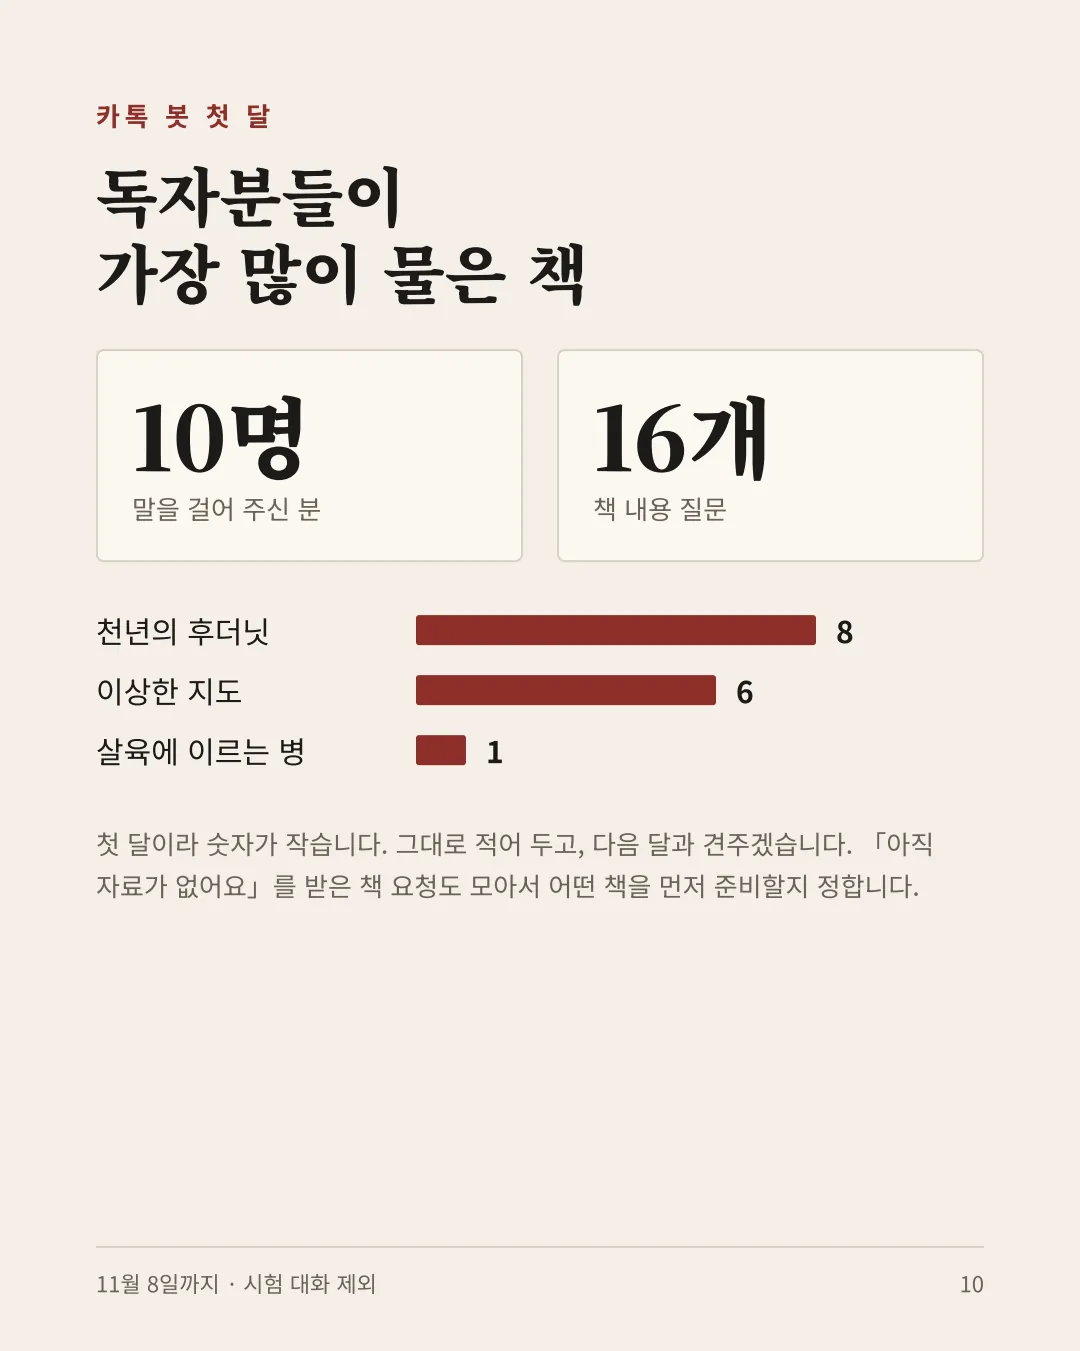 카톡 봇 첫 달
독자분들이
가장 많이 물은 책
10명
말을 걸어 주신 분
16개
책 내용 질문
천년의 후더닛 8
이상한 지도 6
살육에 이르는 병 1
첫 달이라 숫자가 작습니다. 그대로 적어 두고, 다음 달과 견주겠습니다. 「아직
자료가 없어요」를 받은 책 요청도 모아서 어떤 책을 먼저 준비할지 정합니다.
11월 8일까지 · 시험 대화 제외
10